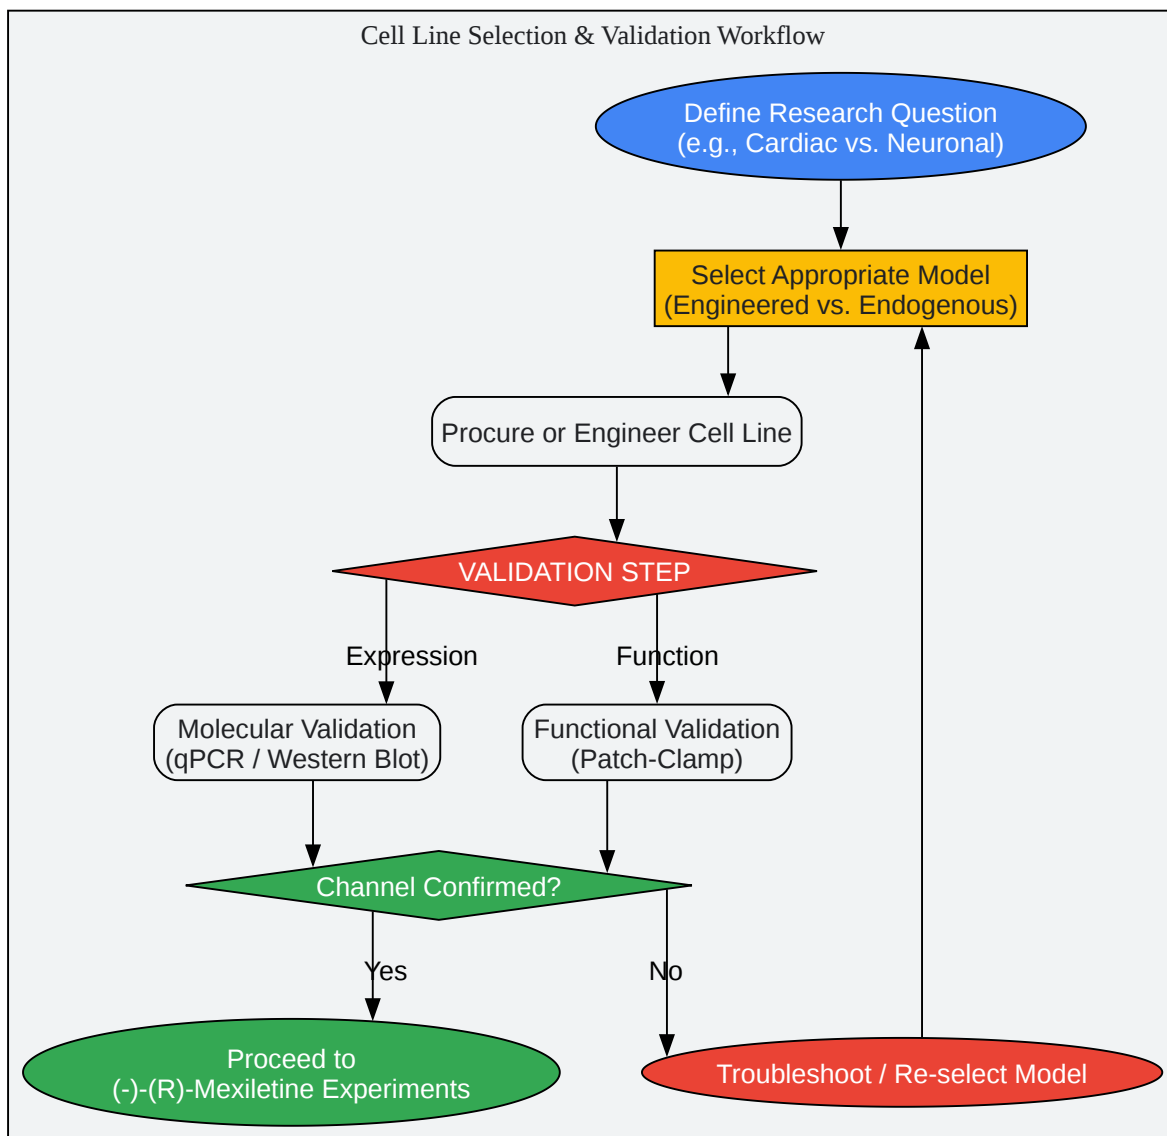 Cell Line Selection & Validation Workflow
Define Research Question
(e.g., Cardiac vs. Neuronal)
Select Appropriate Model
(Engineered vs. Endogenous)
Procure or Engineer Cell Line
VALIDATION STEP
Expression
Function
Molecular Validation
(qPCR / Western Blot)
Functional Validation
(Patch-Clamp)
Channel Confirmed?
Yes
No
Proceed to
(-)-(R)-Mexiletine Experiments
Troubleshoot / Re-select Model